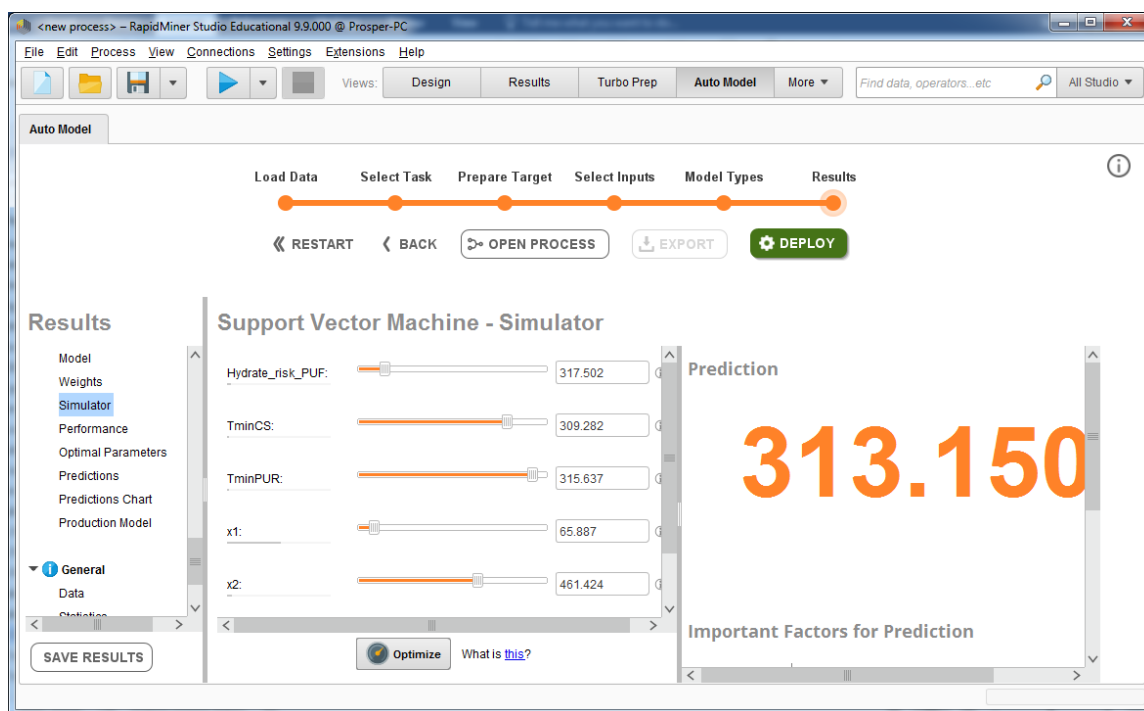 <new process> – RapidMiner Studio Educational 9.9.000 @ Prosper-PC
File Edit Process View Connections Settings Extensions Help
Views: Design Results Turbo Prep Auto Model More Find data, operators...etc All Studio
Auto Model
Load Data Select Task Prepare Target Select Inputs Model Types Results
RESTART BACK OPEN PROCESS EXPORT DEPLOY
Results
Model
Weights
Simulator
Performance
Optimal Parameters
Predictions
Predictions Chart
Production Model
General
Data
Statistics
SAVE RESULTS
Support Vector Machine - Simulator
Hydrate_risk_PUF: 317.502
TminCS: 309.282
TminPUR: 315.637
x1: 65.887
x2: 461.424
Optimize What is this?
Prediction
313.150
Important Factors for Prediction